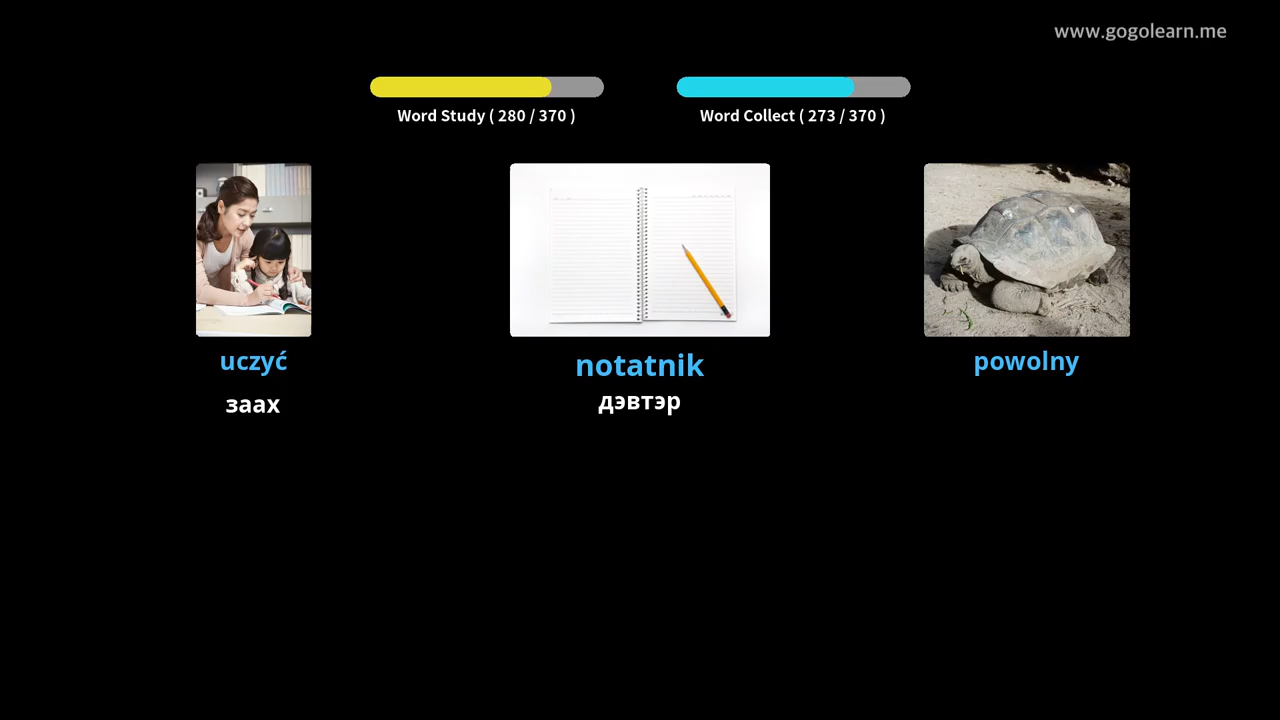 www.gogolearn.me
Word Study ( 280 / 370 )
Word Collect ( 273 / 370 )
uczyć
notatnik
powolny
заах
дэвтэр